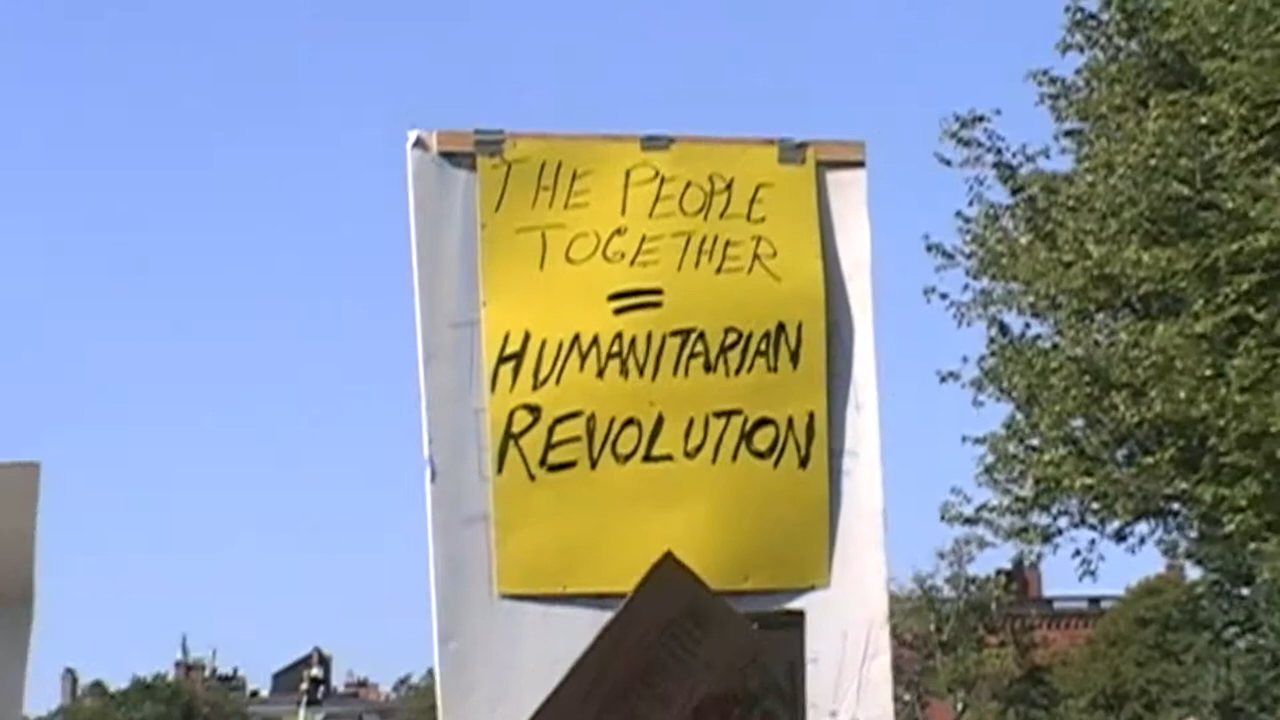 THE PEOPLE
TOGETHER
=
HUMANITARIAN
REVOLUTION